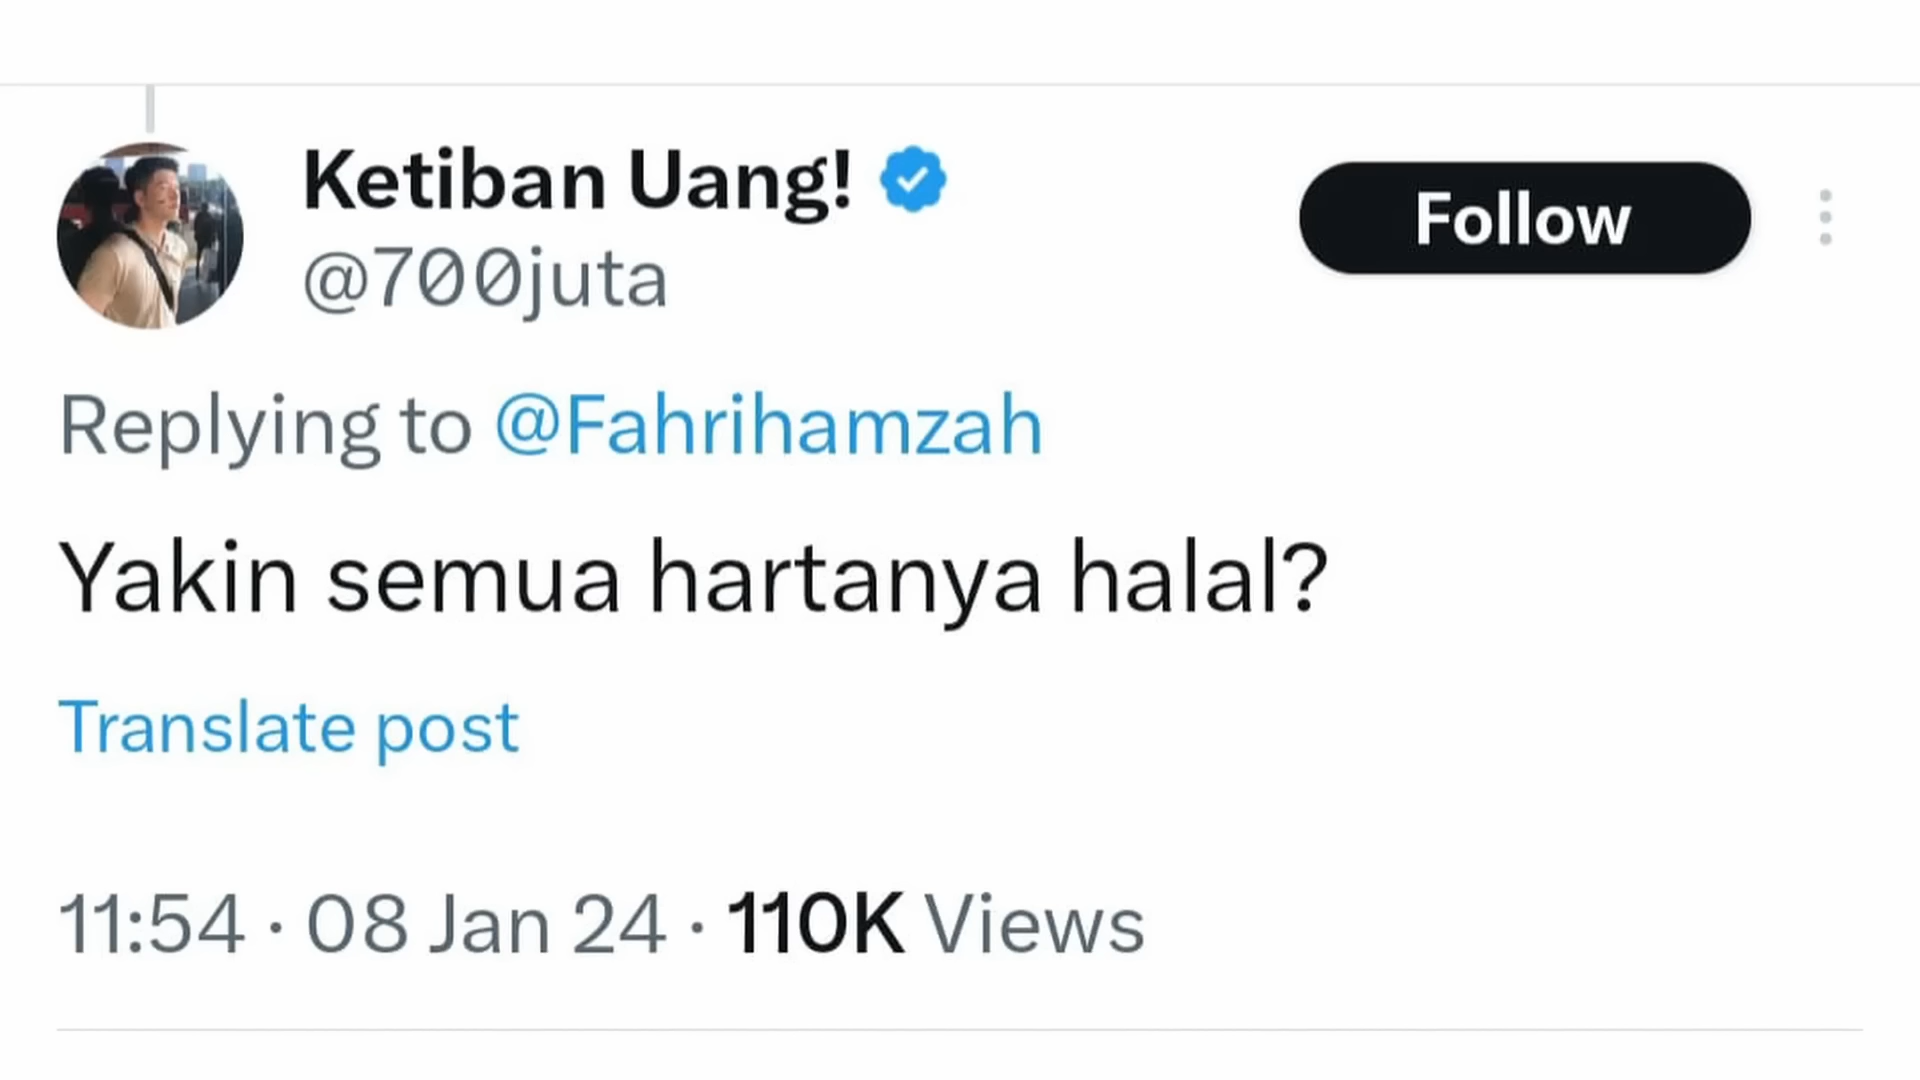 Ketiban Uang!
@700juta
Follow
Replying to @Fahrihamzah
Yakin semua hartanya halal?
Translate post
11:54 · 08 Jan 24 · 110K Views